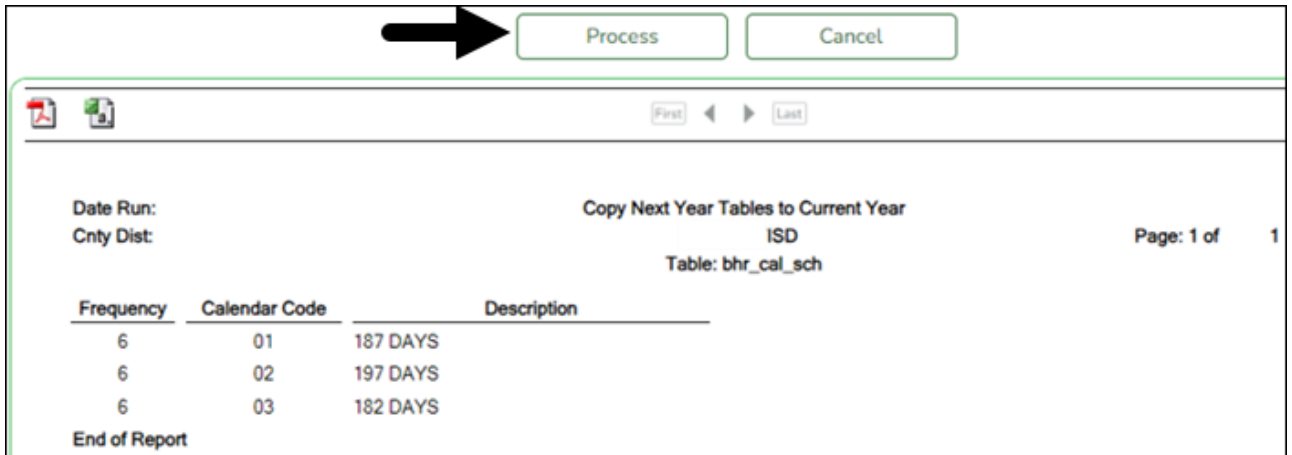 Process Cancel
First Last
Date Run: Copy Next Year Tables to Current Year
Cnty Dist: ISD Page: 1 of 1
Table: bhr_cal_sch
Frequency Calendar Code Description
6 01 187 DAYS
6 02 197 DAYS
6 03 182 DAYS
End of Report